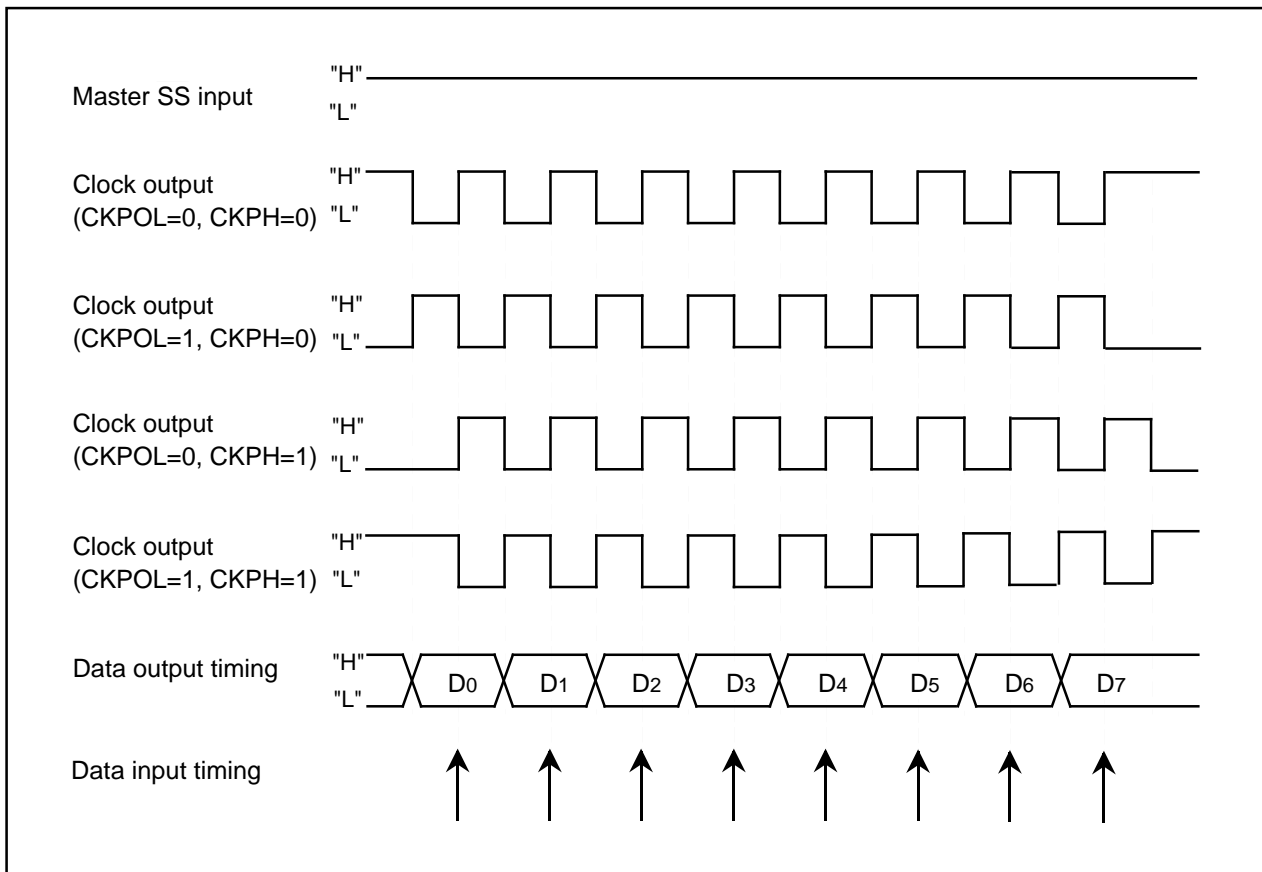 "H"
Master SS input
"L"
"H"
Clock output
(CKPOL=0, CKPH=0) "L"
"H"
Clock output
(CKPOL=1, CKPH=0) "L"
"H"
Clock output
(CKPOL=0, CKPH=1) "L"
"H"
Clock output
(CKPOL=1, CKPH=1) "L"
"H"
Data output timing
"L"
D0 D1 D2 D3 D4 D5 D6 D7
Data input timing